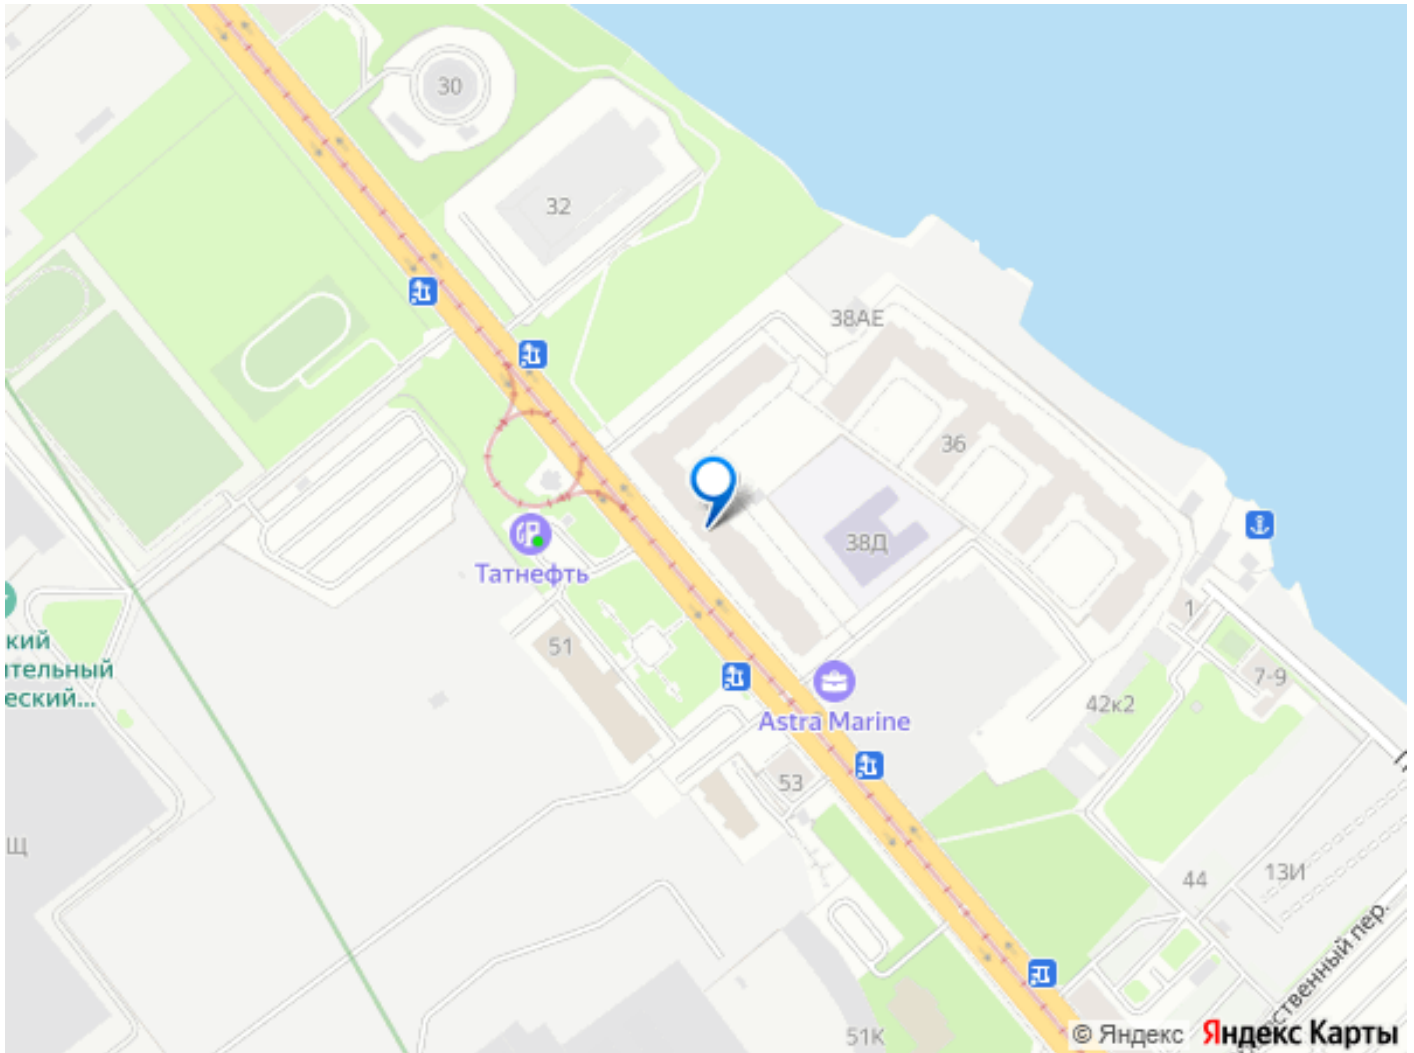 30
32
38АЕ
36
38Д
Татнефть
кий
ительный
еский...
51
1
7-9
42к2
Astra Marine
53
Щ
44
13И
ственный пер.
51К
© Яндекс Яндекс Карты